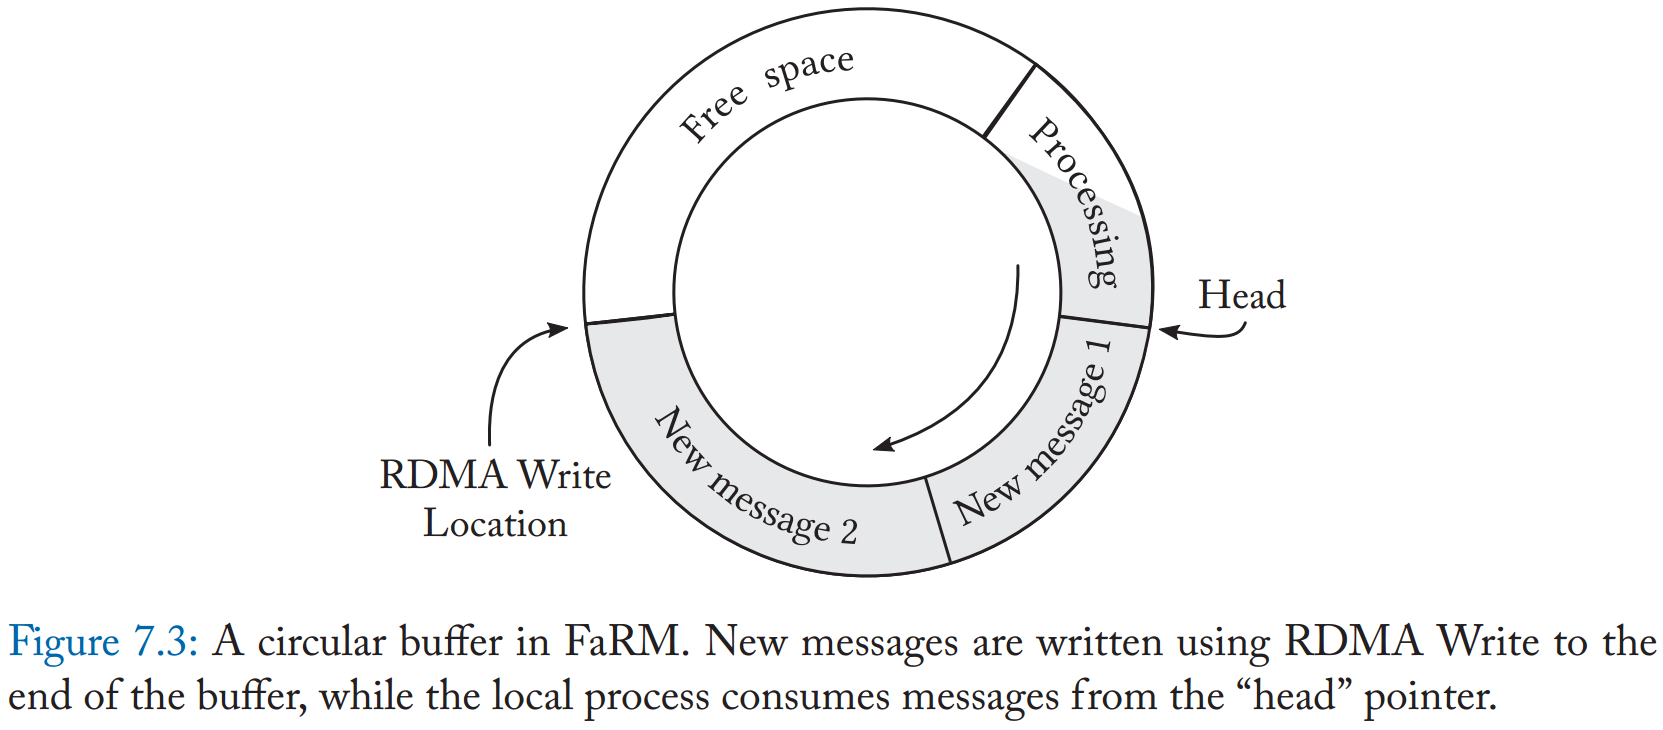 Free space
Processing
Head
New message 1
New message 2
RDMA Write
Location
Figure 7.3: A circular buffer in FaRM. New messages are written using RDMA Write to the
end of the buffer, while the local process consumes messages from the “head” pointer.